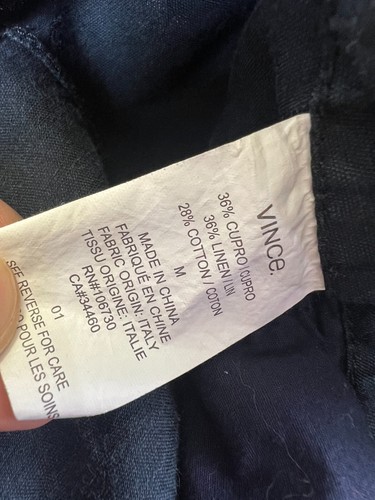 VINCE.
36% CUPRO / CUPRO
36% LINEN / LIN
28% COTTON / COTON
M
MADE IN CHINA
FABRIQUÉ EN CHINE
FABRIC ORIGIN: ITALY
TISSU ORIGINE: ITALIE
RN#106730
CA#34460
01
SEE REVERSE FOR CARE
POUR LES SOINS